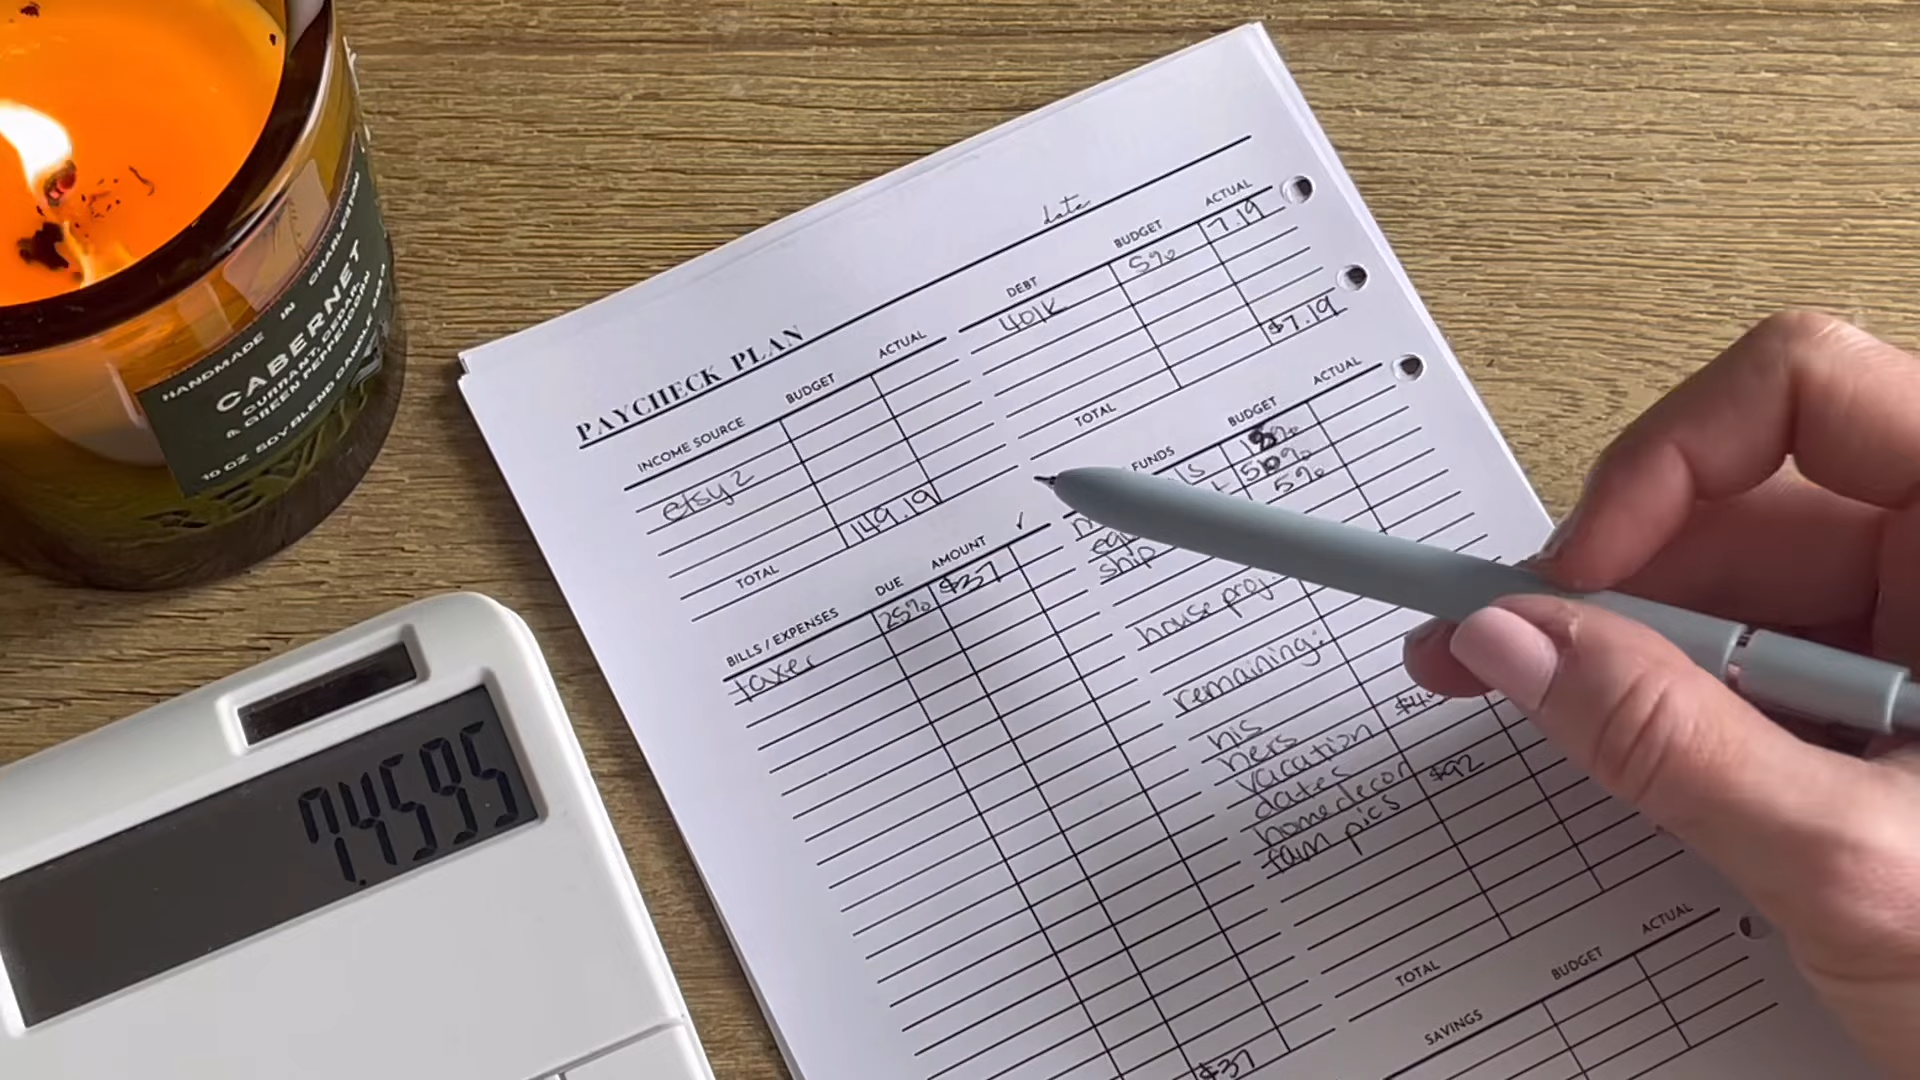 HANDMADE IN CHARLESTON
CABERNET
CURRANT, CEDAR,
& GREEN PEPPERCORN
10 OZ SOY BLEND CANDLE
7.4595
PAYCHECK PLAN
date
INCOME SOURCE BUDGET ACTUAL
etsy 2
TOTAL 149.19
DEBT BUDGET ACTUAL
401k 5% 7.19
TOTAL $7.19
BILLS / EXPENSES DUE AMOUNT ✓
taxes 25% $37
$37
FUNDS BUDGET ACTUAL
5%
ship
house proj.
remaining:
his
hers
vacation
dates
home decor
fam pics $92
TOTAL
SAVINGS BUDGET ACTUAL